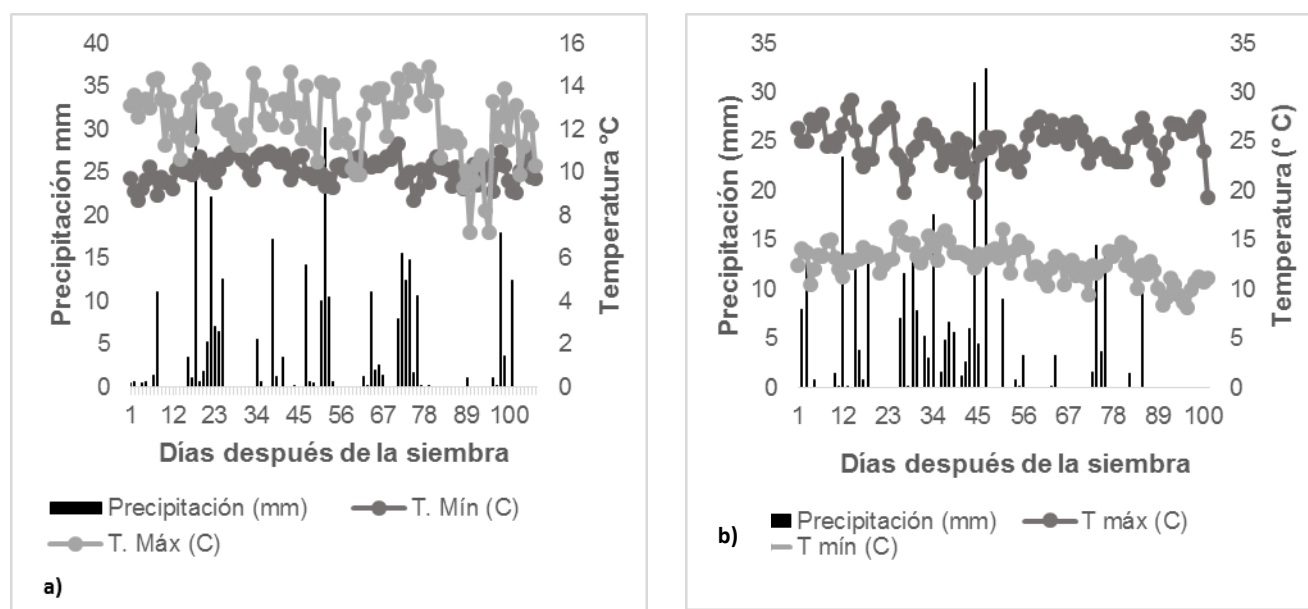 40
35
30
25
20
15
10
5
0
Precipitación mm
16
14
12
10
8
6
4
2
0
Temperatura °C
1 12 23 34 45 56 67 78 89 100
Días después de la siembra
Precipitación (mm) T. Mín (C)
T. Máx (C)
a)
35
30
25
20
15
10
5
0
Precipitación (mm)
35
30
25
20
15
10
5
0
Temperatura (° C)
1 12 23 34 45 56 67 78 89 100
Días después de la siembra
Precipitación (mm) T máx (C)
T mín (C)
b)